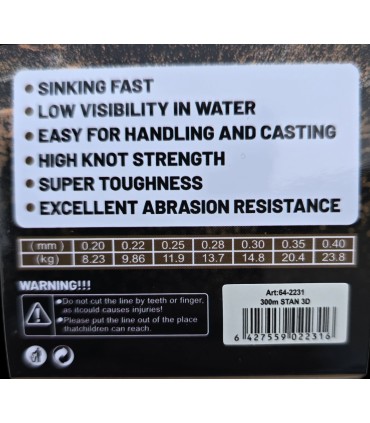 • SINKING FAST
• LOW VISIBILITY IN WATER
• EASY FOR HANDLING AND CASTING
• HIGH KNOT STRENGTH
• SUPER TOUGHNESS
• EXCELLENT ABRASION RESISTANCE
(mm) 0.20 0.22 0.25 0.28 0.30 0.35 0.40
(kg) 8.23 9.86 11.9 13.7 14.8 20.4 23.8
WARNING!!!
•Do not cut the line by teeth or finger,
as itcould causes injuries!
•Please put the line out of the place
thatchildren can reach.
Art:64-2231
300m STAN 3D
6 427559 022316